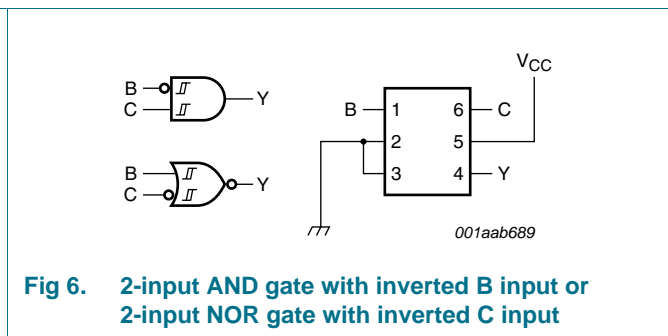 B
C
Y
B
C
Y
B
1
2
3
6
5
4
C
Y
VCC
001aab689
Fig 6. 2-input AND gate with inverted B input or
2-input NOR gate with inverted C input